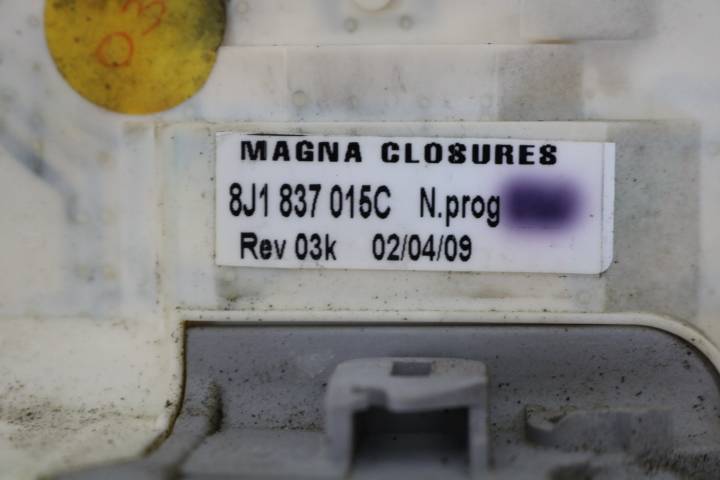 03
MAGNA CLOSURES
8J1 837 015C N.prog
Rev 03k 02/04/09